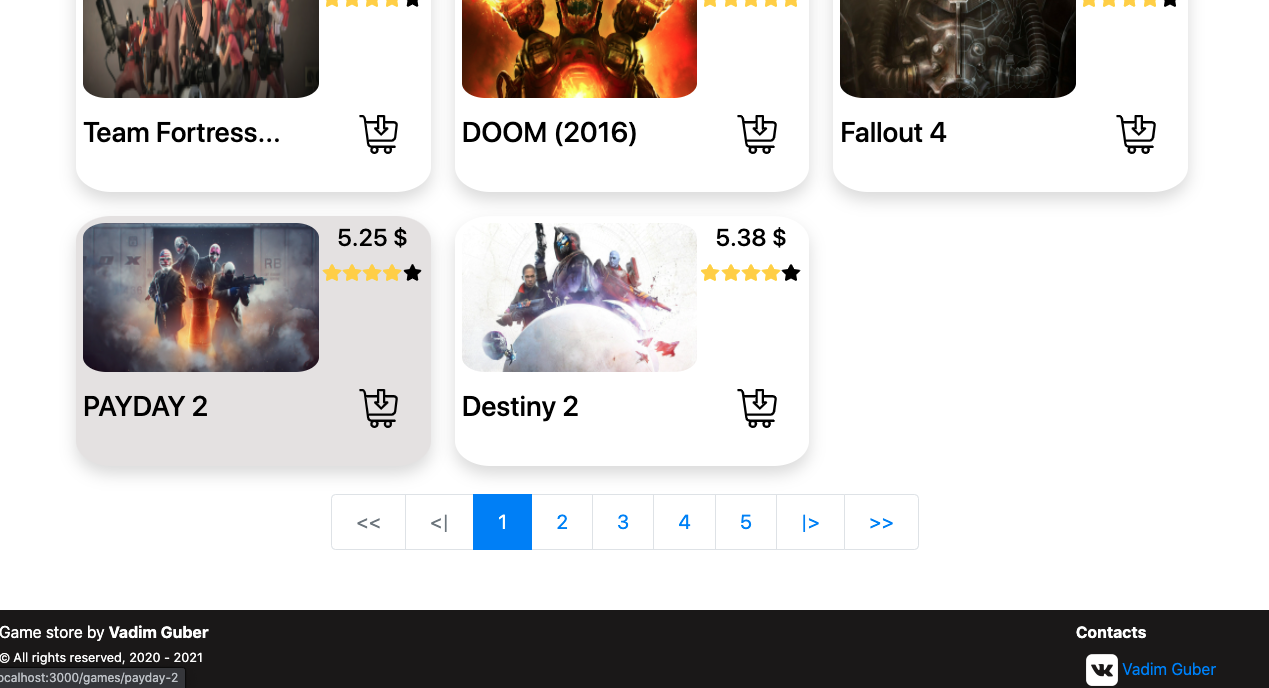 Team Fortress...
DOOM (2016)
Fallout 4
5.25 $
5.38 $
PAYDAY 2
Destiny 2
<< <| 1 2 3 4 5 |> >>
Game store by Vadim Guber
Contacts
© All rights reserved, 2020 - 2021
Vadim Guber
ocalhost:3000/games/payday-2